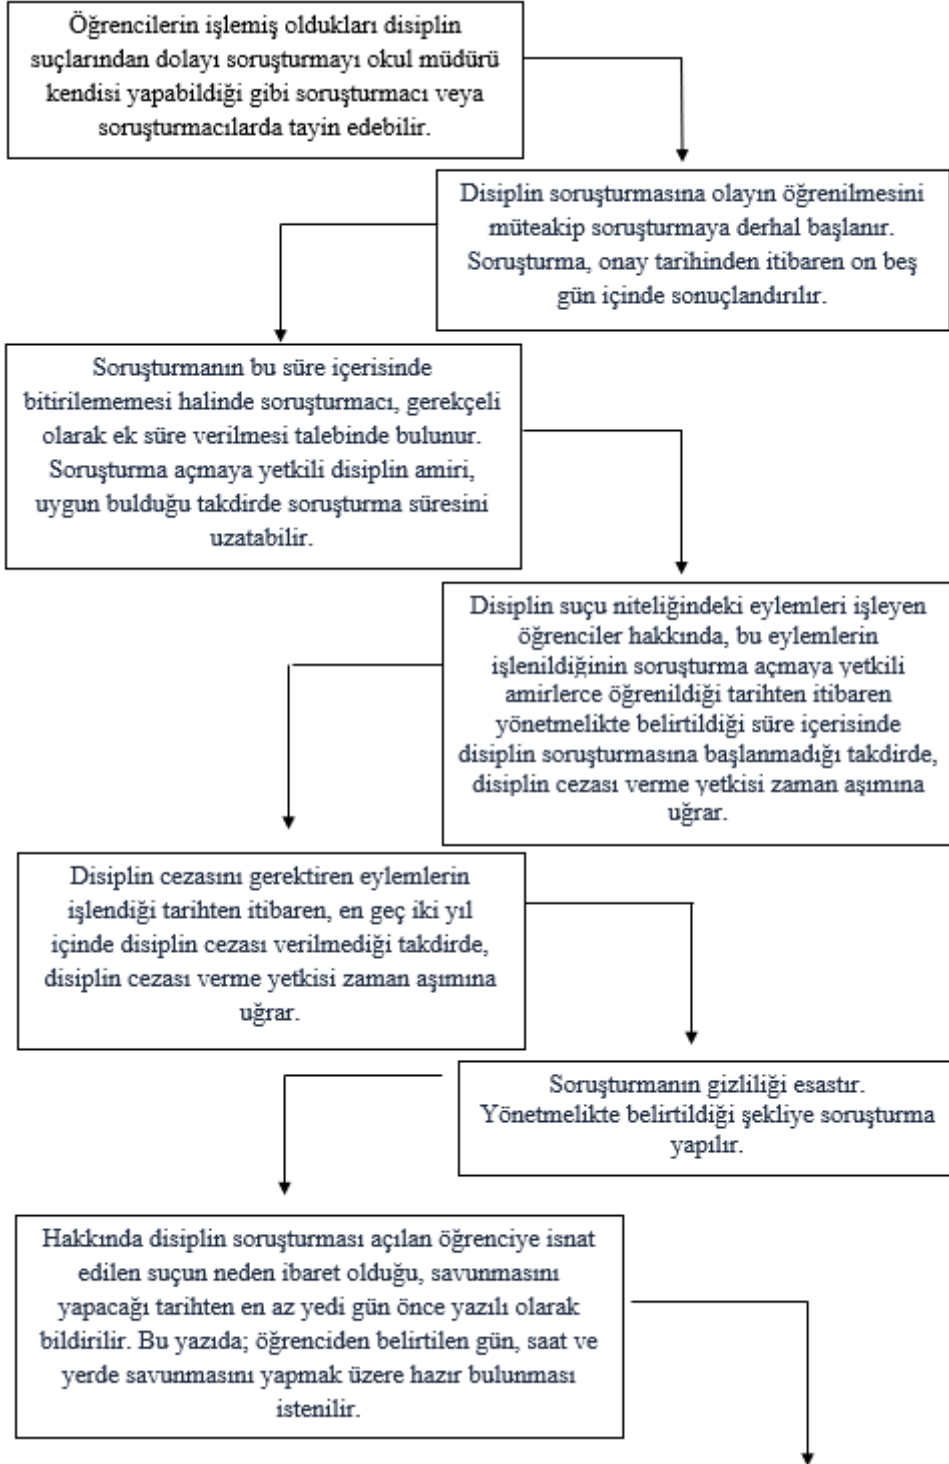 Öğrencilerin işlemiş oldukları disiplin
suçlarından dolayı soruşturmayı okul müdürü
kendisi yapabildiği gibi soruşturmacı veya
soruşturmacılarda tayin edebilir.
Disiplin soruşturmasına olayın öğrenilmesini
müteakip soruşturmaya derhal başlanır.
Soruşturma, onay tarihinden itibaren on beş
gün içinde sonuçlandırılır.
Soruşturmanın bu süre içerisinde
bitirilememesi halinde soruşturmacı, gerekçeli
olarak ek süre verilmesi talebinde bulunur.
Soruşturma açmaya yetkili disiplin amiri,
uygun bulduğu takdirde soruşturma süresini
uzatabilir.
Disiplin suçu niteliğindeki eylemleri işleyen
öğrenciler hakkında, bu eylemlerin
işlenildiğinin soruşturma açmaya yetkili
amirlerce öğrenildiği tarihten itibaren
yönetmelikte belirtildiği süre içerisinde
disiplin soruşturmasına başlanmadığı takdirde,
disiplin cezası verme yetkisi zaman aşımına
uğrar.
Disiplin cezasını gerektiren eylemlerin
işlendiği tarihten itibaren, en geç iki yıl
içinde disiplin cezası verilmediği takdirde,
disiplin cezası verme yetkisi zaman aşımına
uğrar.
Soruşturmanın gizliliği esastır.
Yönetmelikte belirtildiği şekliye soruşturma
yapılır.
Hakkında disiplin soruşturması açılan öğrenciye isnat
edilen suçun neden ibaret olduğu, savunmasını
yapacağı tarihten en az yedi gün önce yazılı olarak
bildirilir. Bu yazıda; öğrenciden belirtilen gün, saat ve
yerde savunmasını yapmak üzere hazır bulunması
istenilir.